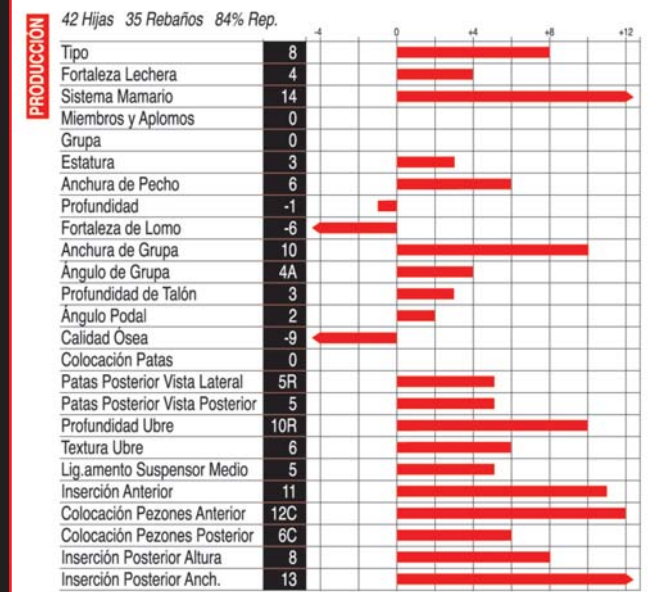 PRODUCCIÓN
42 Hijas 35 Rebaños 84% Rep.
-4 0 +4 +8 +12
Tipo 8
Fortaleza Lechera 4
Sistema Mamario 14
Miembros y Aplomos 0
Grupa 0
Estatura 3
Anchura de Pecho 6
Profundidad -1
Fortaleza de Lomo -6
Anchura de Grupa 10
Ángulo de Grupa 4A
Profundidad de Talón 3
Ángulo Podal 2
Calidad Ósea -9
Colocación Patas 0
Patas Posterior Vista Lateral 5R
Patas Posterior Vista Posterior 5
Profundidad Ubre 10R
Textura Ubre 6
Lig.amento Suspensor Medio 5
Inserción Anterior 11
Colocación Pezones Anterior 12C
Colocación Pezones Posterior 6C
Inserción Posterior Altura 8
Inserción Posterior Anch. 13